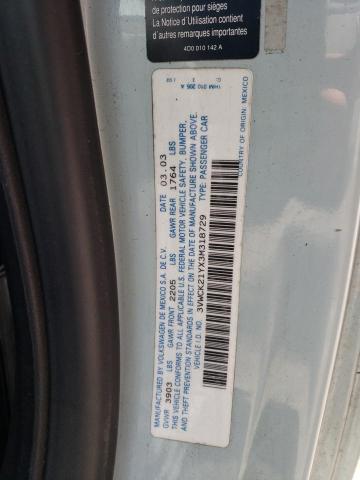 de protection pour sièges
La Notice d'Utilisation contient
d'autres remarques importantes
4D0 010 142 A
MANUFACTURED BY VOLKSWAGEN DE MEXICO S.A. DE C.V. DATE 03.03
GVWR 3903 LBS GAWR FRONT 2205 LBS GAWR REAR 1764 LBS
THIS VEHICLE CONFORMS TO ALL APPLICABLE U.S. FEDERAL MOTOR VEHICLE SAFETY, BUMPER,
AND THEFT PREVENTION STANDARDS IN EFFECT ON THE DATE OF MANUFACTURE SHOWN ABOVE.
VEHICLE I.D. NO.: 3VWCK21YX3M318729 TYPE: PASSENGER CAR
COUNTRY OF ORIGIN: MEXICO